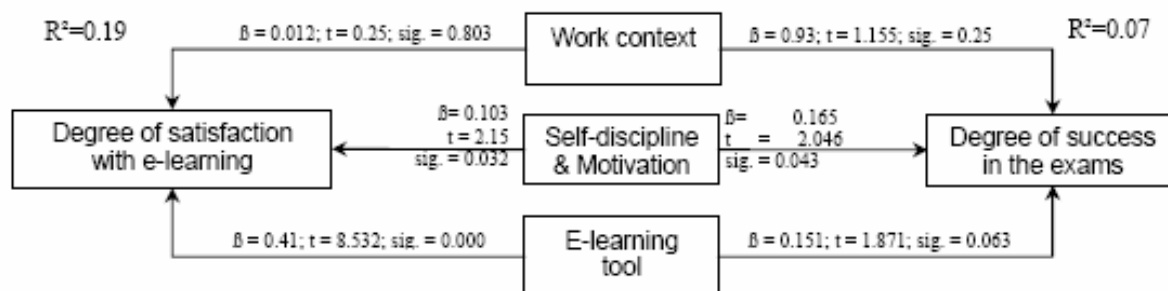 R²=0.19
ß = 0.012; t = 0.25; sig. = 0.803
Work context
ß = 0.93; t = 1.155; sig. = 0.25
R²=0.07
Degree of satisfaction
with e-learning
ß= 0.103
t = 2.15
sig. = 0.032
Self-discipline
& Motivation
ß= 0.165
t = 2.046
sig. = 0.043
Degree of success
in the exams
ß = 0.41; t = 8.532; sig. = 0.000
E-learning
tool
ß = 0.151; t = 1.871; sig. = 0.063